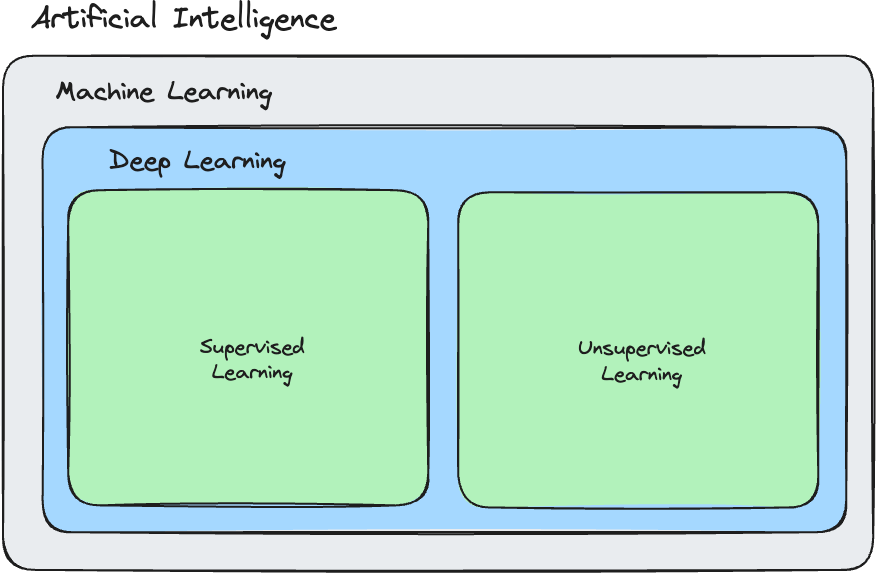 Artificial Intelligence
Machine Learning
Deep Learning
Supervised
Learning
Unsupervised
Learning